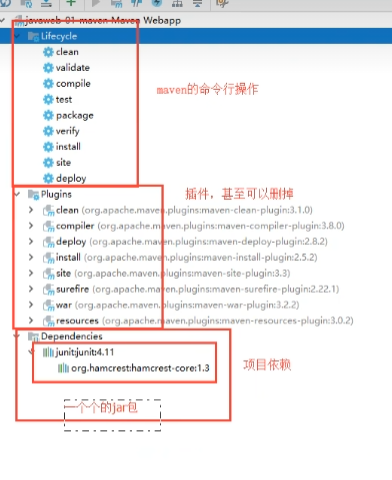 javaweb-01-maven Maven Webapp
Lifecycle
clean
validate
compile
test
package
verify
install
site
deploy
maven的命令行操作
Plugins
插件，甚至可以删掉
clean (org.apache.maven.plugins:maven-clean-plugin:3.1.0)
compiler (org.apache.maven.plugins:maven-compiler-plugin:3.8.0)
deploy (org.apache.maven.plugins:maven-deploy-plugin:2.8.2)
install (org.apache.maven.plugins:maven-install-plugin:2.5.2)
site (org.apache.maven.plugins:maven-site-plugin:3.3)
surefire (org.apache.maven.plugins:maven-surefire-plugin:2.22.1)
war (org.apache.maven.plugins:maven-war-plugin:3.2.2)
resources (org.apache.maven.plugins:maven-resources-plugin:3.0.2)
Dependencies
junit:junit:4.11
org.hamcrest:hamcrest-core:1.3
项目依赖
一个个的jar包